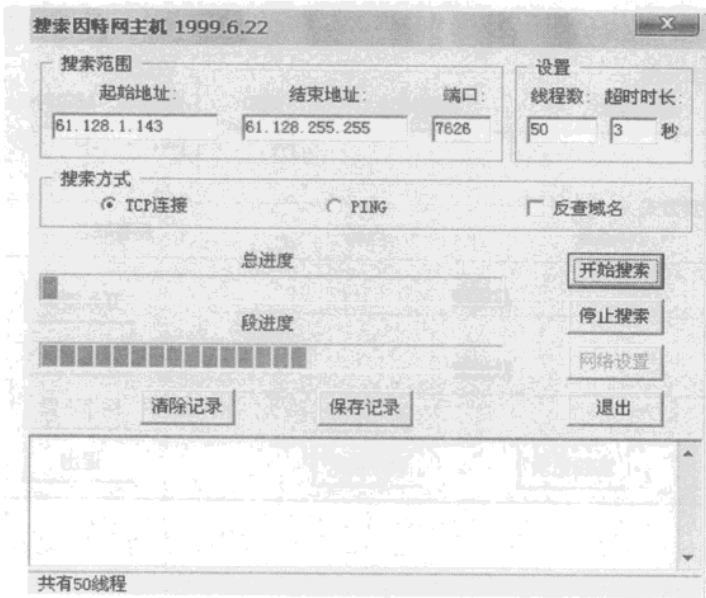 搜索因特网主机 1999.6.22
搜索范围
设置
起始地址: 结束地址: 端口: 线程数: 超时时长:
61.128.1.143 61.128.255.255 7626 50 3 秒
搜索方式
TCP连接 PING 反查域名
总进度
开始搜索
段进度
停止搜索
网络设置
清除记录 保存记录 退出
共有50线程